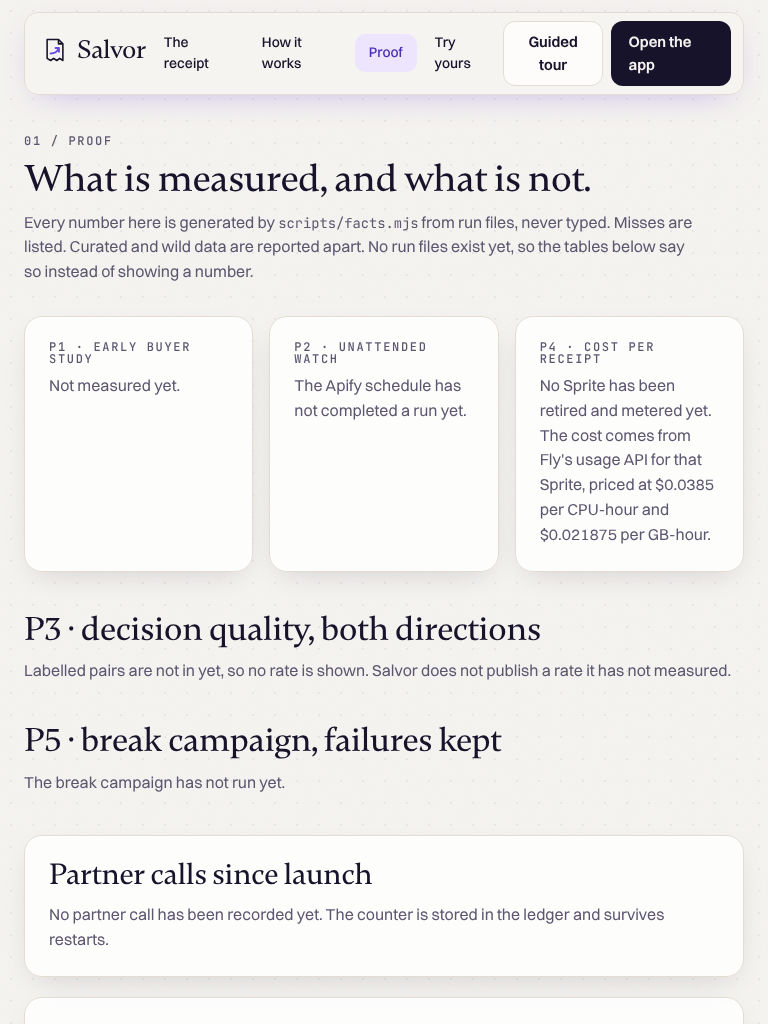 Salvor
The
receipt
How it
works
Proof
Try
yours
Guided
tour
Open the
app
01 / PROOF
What is measured, and what is not.
Every number here is generated by scripts/facts.mjs from run files, never typed. Misses are
listed. Curated and wild data are reported apart. No run files exist yet, so the tables below say
so instead of showing a number.
P1 · EARLY BUYER
STUDY
Not measured yet.
P2 · UNATTENDED
WATCH
The Apify schedule has
not completed a run yet.
P4 · COST PER
RECEIPT
No Sprite has been
retired and metered yet.
The cost comes from
Fly's usage API for that
Sprite, priced at $0.0385
per CPU-hour and
$0.021875 per GB-hour.
P3 · decision quality, both directions
Labelled pairs are not in yet, so no rate is shown. Salvor does not publish a rate it has not measured.
P5 · break campaign, failures kept
The break campaign has not run yet.
Partner calls since launch
No partner call has been recorded yet. The counter is stored in the ledger and survives
restarts.